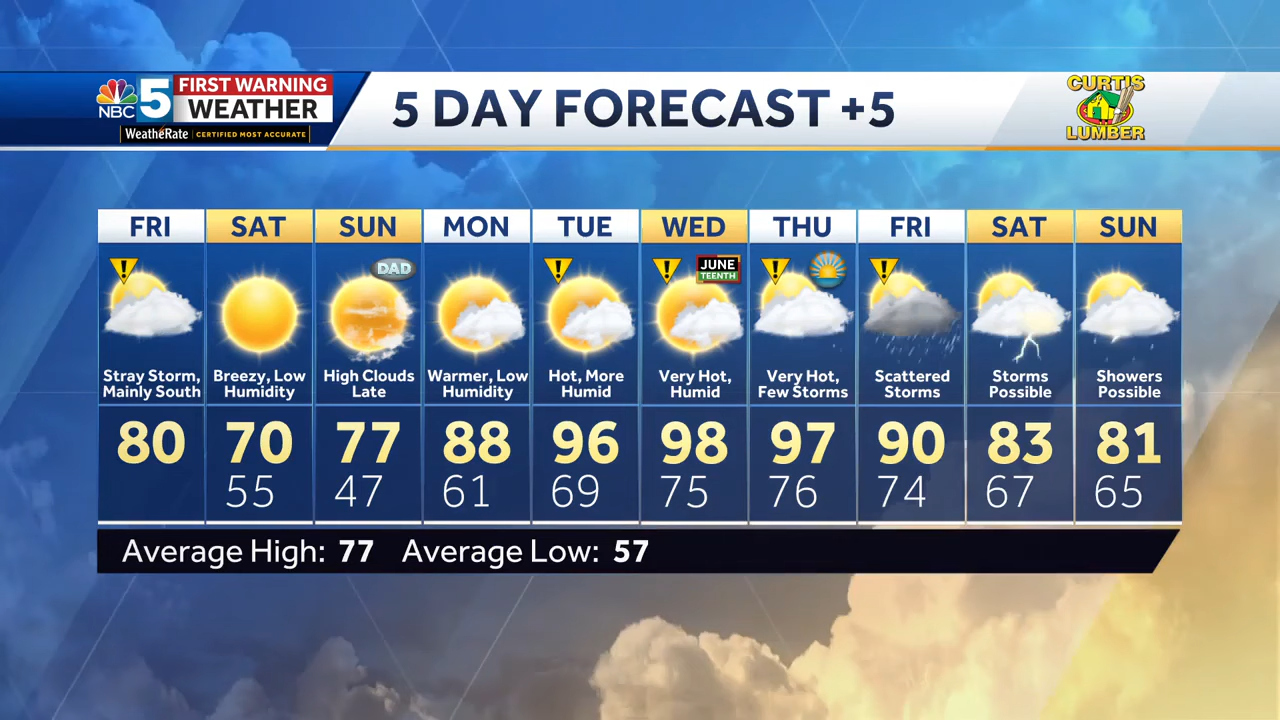 NBC 5 FIRST WARNING
WEATHER
WeatheRate CERTIFIED MOST ACCURATE
5 DAY FORECAST +5
CURTIS
LUMBER
FRI SAT SUN MON TUE WED THU FRI SAT SUN
! DAD ! ! JUNE TEENTH ! !
Stray Storm, Breezy, Low High Clouds Warmer, Low Hot, More Very Hot, Very Hot, Scattered Storms Showers
Mainly South Humidity Late Humidity Humid Humid Few Storms Storms Possible Possible
80 70 77 88 96 98 97 90 83 81
55 47 61 69 75 76 74 67 65
Average High: 77 Average Low: 57